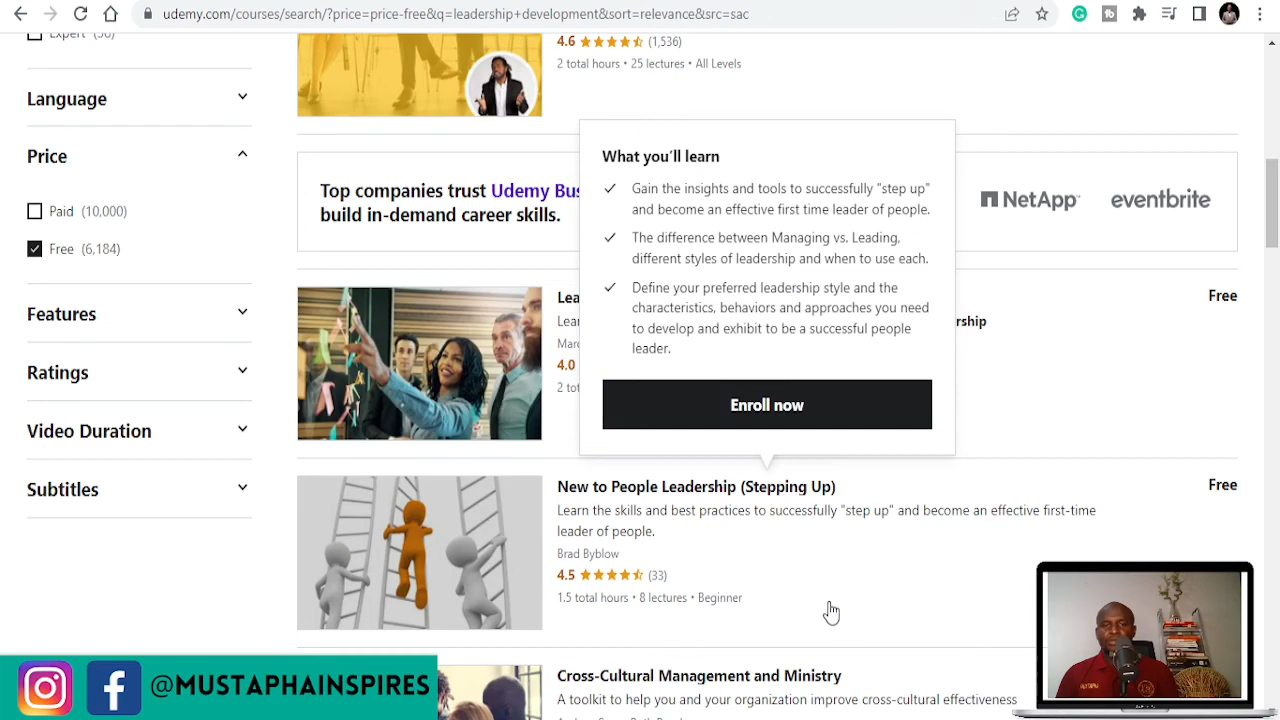 udemy.com/courses/search/?price=price-free&q=leadership+development&sort=relevance&src=sac
Expert (56)
Language
Price
Paid (10,000)
Free (6,184)
Features
Ratings
Video Duration
Subtitles
4.6 (1,536)
2 total hours • 25 lectures • All Levels
Top companies trust Udemy Bus
build in-demand career skills.
NetApp
eventbrite
What you'll learn
Gain the insights and tools to successfully "step up"
and become an effective first time leader of people.
The difference between Managing vs. Leading,
different styles of leadership and when to use each.
Define your preferred leadership style and the
characteristics, behaviors and approaches you need
to develop and exhibit to be a successful people
leader.
Enroll now
Lea
Free
Lear
rship
Marc
4.0
2 tot
New to People Leadership (Stepping Up)
Free
Learn the skills and best practices to successfully "step up" and become an effective first-time
leader of people.
Brad Byblow
4.5 (33)
1.5 total hours • 8 lectures • Beginner
Cross-Cultural Management and Ministry
A toolkit to help you and your organization improve cross-cultural effectiveness
@MUSTAPHAINSPIRES